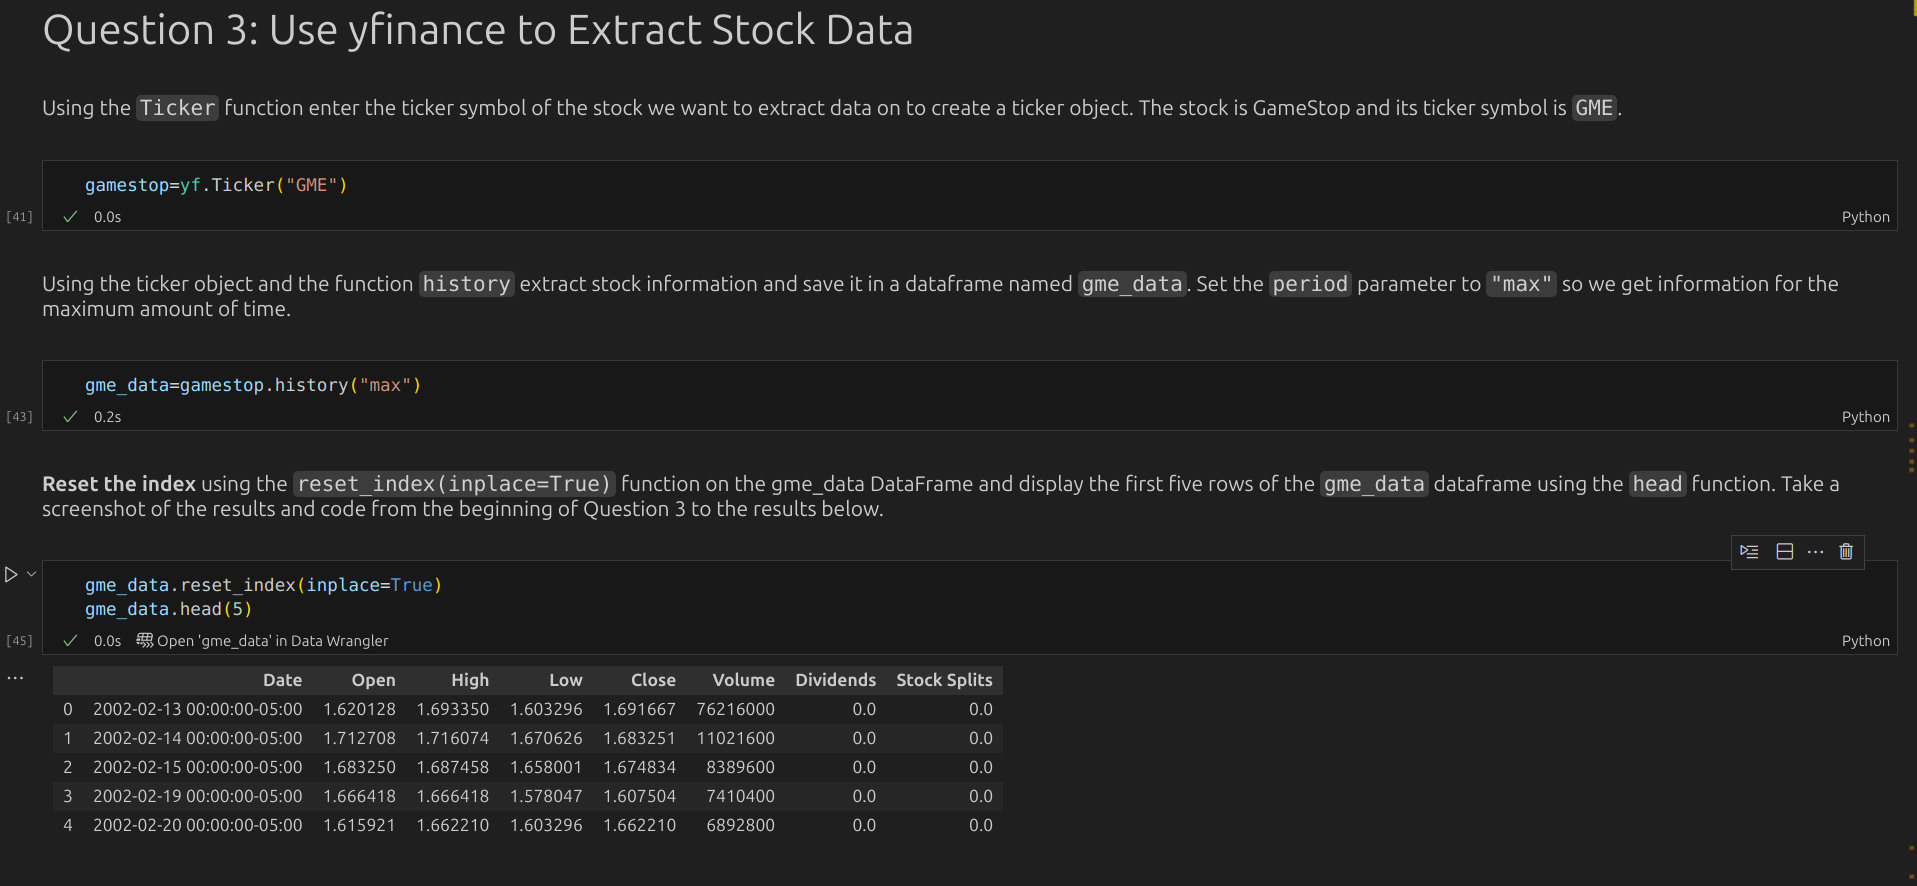 Question 3: Use yfinance to Extract Stock Data
Using the Ticker function enter the ticker symbol of the stock we want to extract data on to create a ticker object. The stock is GameStop and its ticker symbol is GME.
gamestop=yf.Ticker("GME")
[41] 0.0s Python
Using the ticker object and the function history extract stock information and save it in a dataframe named gme_data. Set the period parameter to "max" so we get information for the
maximum amount of time.
gme_data=gamestop.history("max")
[43] 0.2s Python
Reset the index using the reset_index(inplace=True) function on the gme_data DataFrame and display the first five rows of the gme_data dataframe using the head function. Take a
screenshot of the results and code from the beginning of Question 3 to the results below.
gme_data.reset_index(inplace=True)
gme_data.head(5)
[45] 0.0s Open 'gme_data' in Data Wrangler Python
Date Open High Low Close Volume Dividends Stock Splits
0 2002-02-13 00:00:00-05:00 1.620128 1.693350 1.603296 1.691667 76216000 0.0 0.0
1 2002-02-14 00:00:00-05:00 1.712708 1.716074 1.670626 1.683251 11021600 0.0 0.0
2 2002-02-15 00:00:00-05:00 1.683250 1.687458 1.658001 1.674834 8389600 0.0 0.0
3 2002-02-19 00:00:00-05:00 1.666418 1.666418 1.578047 1.607504 7410400 0.0 0.0
4 2002-02-20 00:00:00-05:00 1.615921 1.662210 1.603296 1.662210 6892800 0.0 0.0